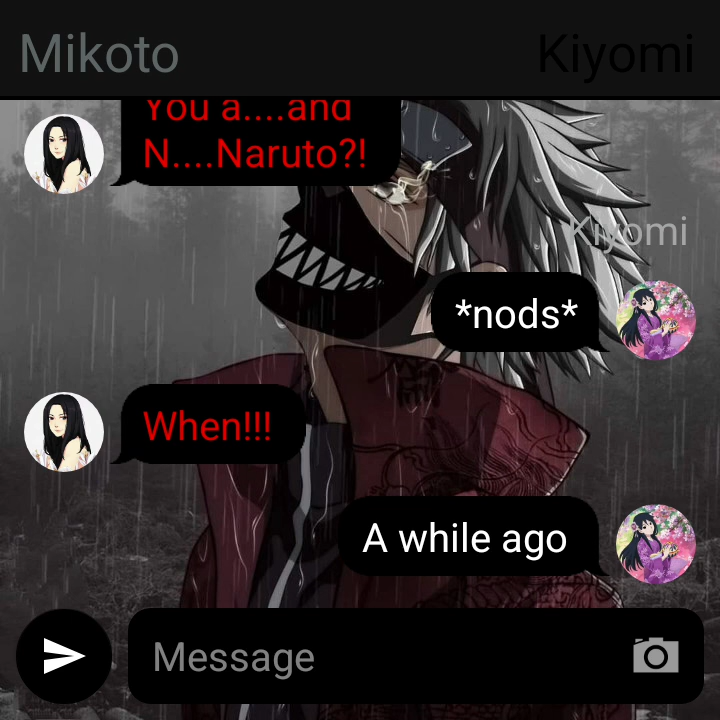 Mikoto
Kiyomi
You a....and
N....Naruto?!
Kiyomi
*nods*
When!!!
A while ago
Message